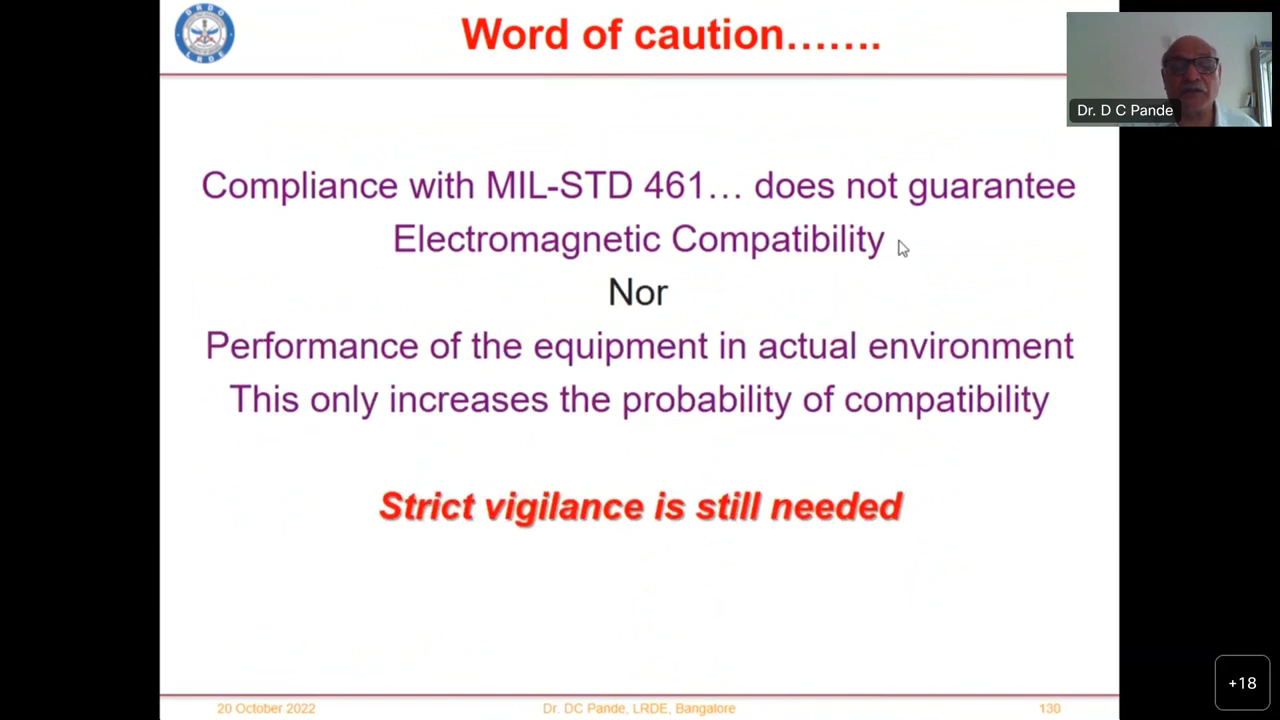 DRDO
LRDE
Word of caution…….
Dr. D C Pande
Compliance with MIL-STD 461… does not guarantee
Electromagnetic Compatibility
Nor
Performance of the equipment in actual environment
This only increases the probability of compatibility
Strict vigilance is still needed
20 October 2022
Dr. DC Pande, LRDE, Bangalore
130
+18